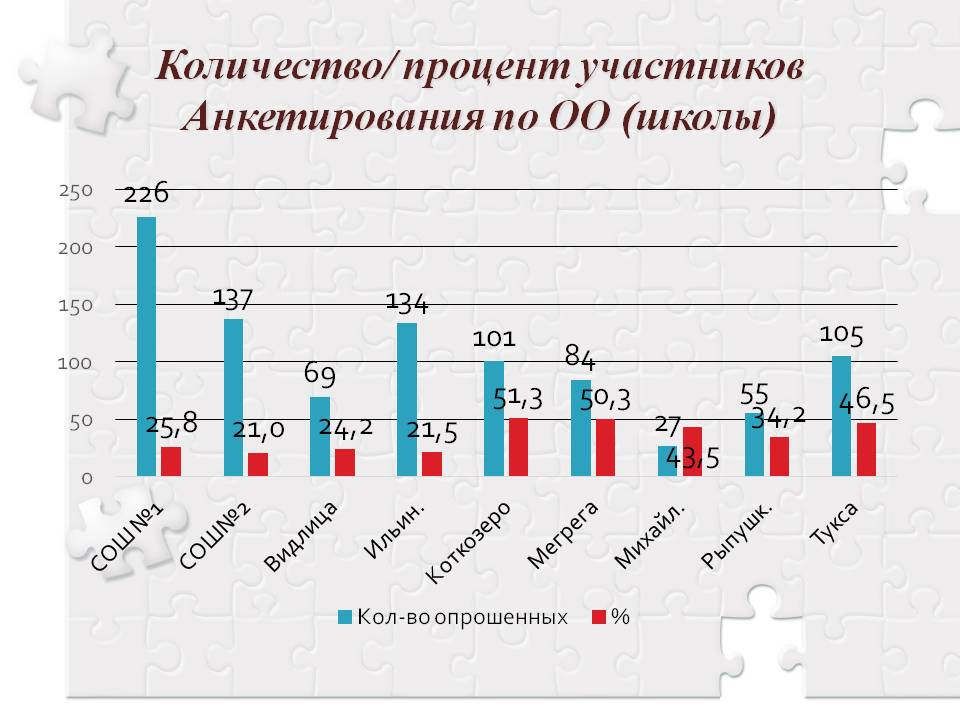 Количество/ процент участников
Анкетирования по ОО (школы)
250
200
150
100
50
0
226
25,8
137
21,0
69
24,2
134
21,5
101
51,3
84
50,3
27
43,5
55
34,2
105
46,5
СОШ№1
СОШ№2
Видлица
Ильин.
Коткозеро
Мегрега
Михайл.
Рыпушк.
Тукса
Кол-во опрошенных
%